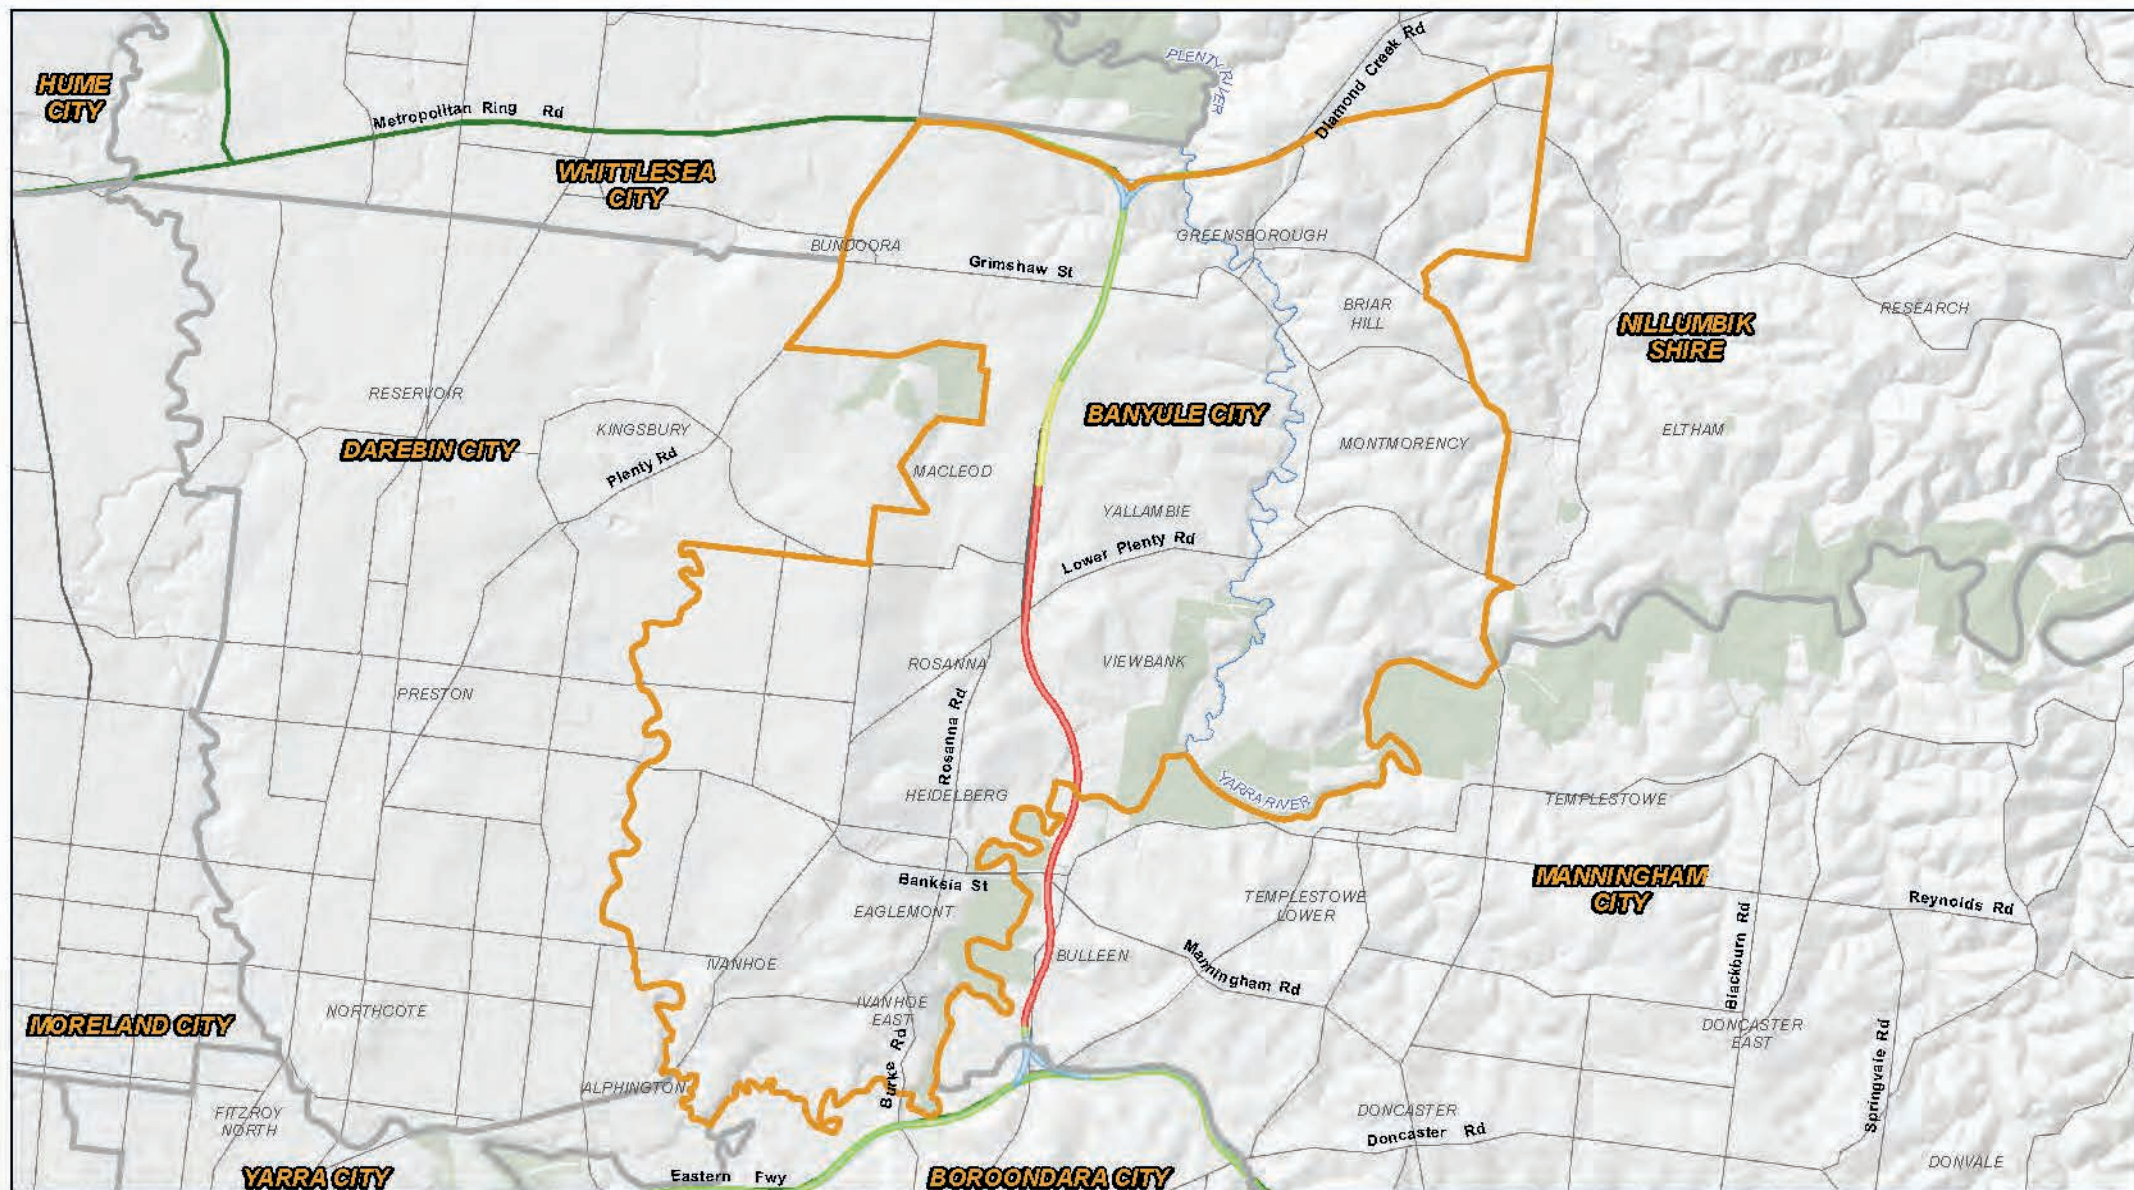 PLENTY RIVER
Diamond Creek Rd
HUME
CITY
Metropolitan Ring Rd
WHITTLESEA
CITY
BUNDOORA
GREENSBOROUGH
Grimshaw St
BRIAR
HILL
RESEARCH
NILLUMBIK
SHIRE
RESERVOIR
BANYULE CITY
KINGSBURY
ELTHAM
DAREBIN CITY
MONTMORENCY
Plenty Rd
MACLEOD
YALLAMBIE
Lower Plenty Rd
ROSANNA
VIEWBANK
PRESTON
Rosanna Rd
HEIDELBERG
YARRA RIVER
TEMPLESTOWE
Banksia St
MANNINGHAM
CITY
EAGLEMONT
TEMPLESTOWE
LOWER
Reynolds Rd
Blackburn Rd
IVANHOE
BULLEEN
Manningham Rd
NORTHCOTE
IVANHOE
EAST
MORELAND CITY
DONCASTER
EAST
Springvale Rd
Burke Rd
ALPHINGTON
FITZROY
NORTH
DONCASTER
Doncaster Rd
DONVALE
YARRA CITY
Eastern Fwy
BOROONDARA CITY